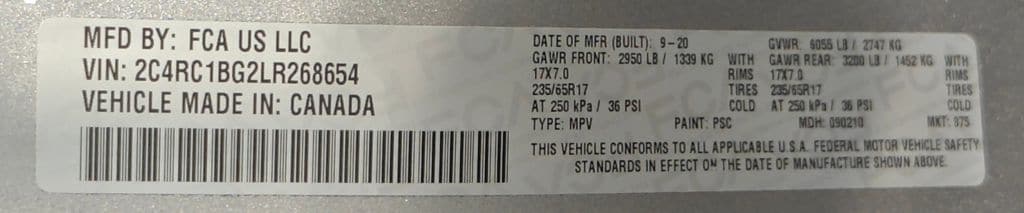 MFD BY: FCA US LLC
VIN: 2C4RC1BG2LR268654
VEHICLE MADE IN: CANADA
DATE OF MFR (BUILT): 9-20 GVWR: 6055 LB / 2747 KG
GAWR FRONT: 2950 LB / 1339 KG WITH GAWR REAR: 3200 LB / 1452 KG WITH
17X7.0 RIMS 17X7.0 RIMS
235/65R17 TIRES 235/65R17 TIRES
AT 250 kPa / 36 PSI COLD AT 250 kPa / 36 PSI COLD
TYPE: MPV PAINT: PSC MDH: 090210 MKT: 875
THIS VEHICLE CONFORMS TO ALL APPLICABLE U.S.A. FEDERAL MOTOR VEHICLE SAFETY
STANDARDS IN EFFECT ON THE DATE OF MANUFACTURE SHOWN ABOVE.